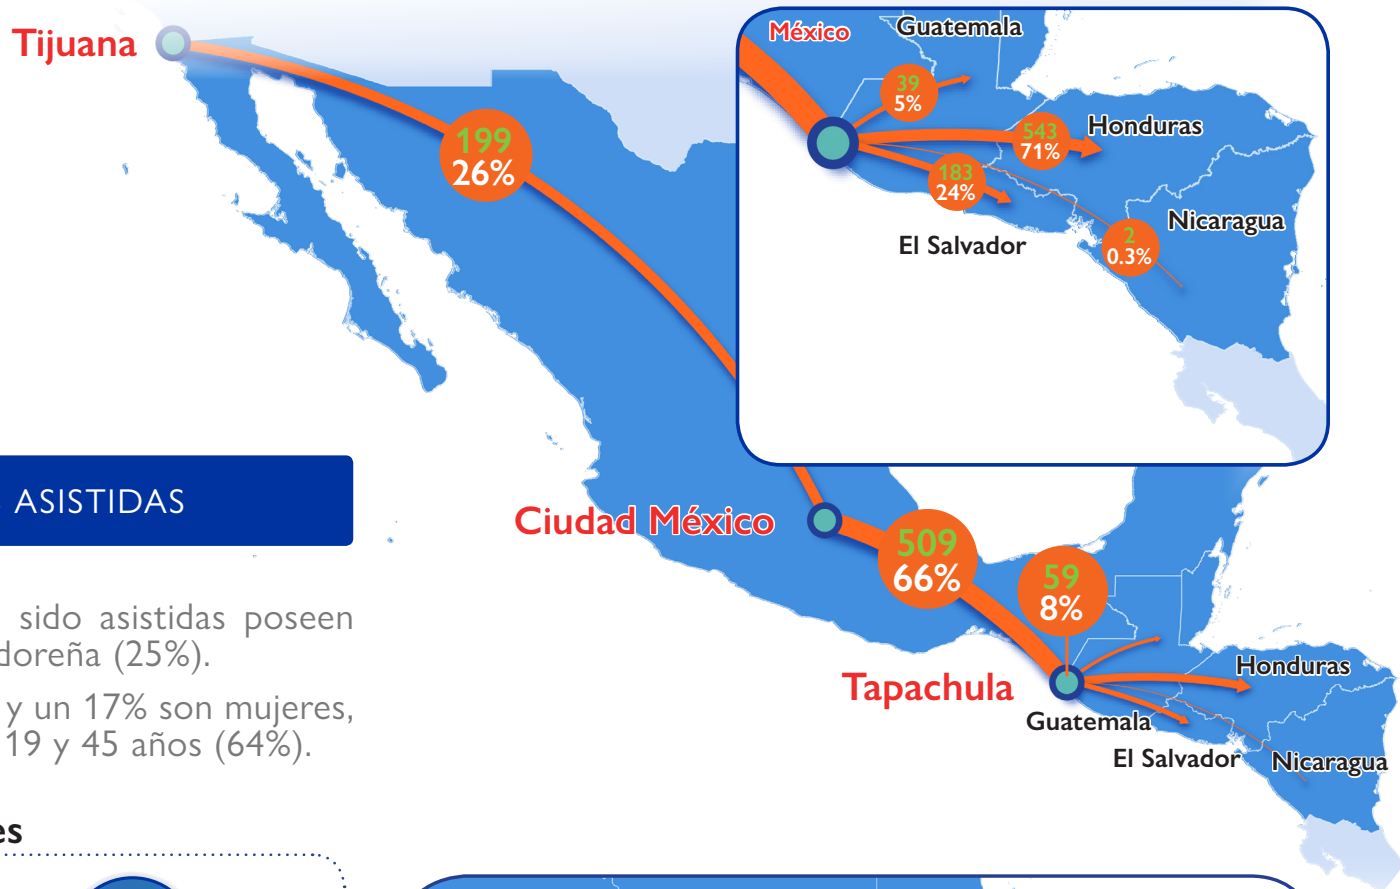 Tijuana
199
26%
México
Guatemala
39
5%
543
71%
Honduras
183
24%
Nicaragua
El Salvador
2
0.3%
ASISTIDAS
Ciudad México
509
66%
59
8%
sido asistidas poseen
doreña (25%).
y un 17% son mujeres,
19 y 45 años (64%).
Tapachula
Honduras
Guatemala
El Salvador
Nicaragua
es